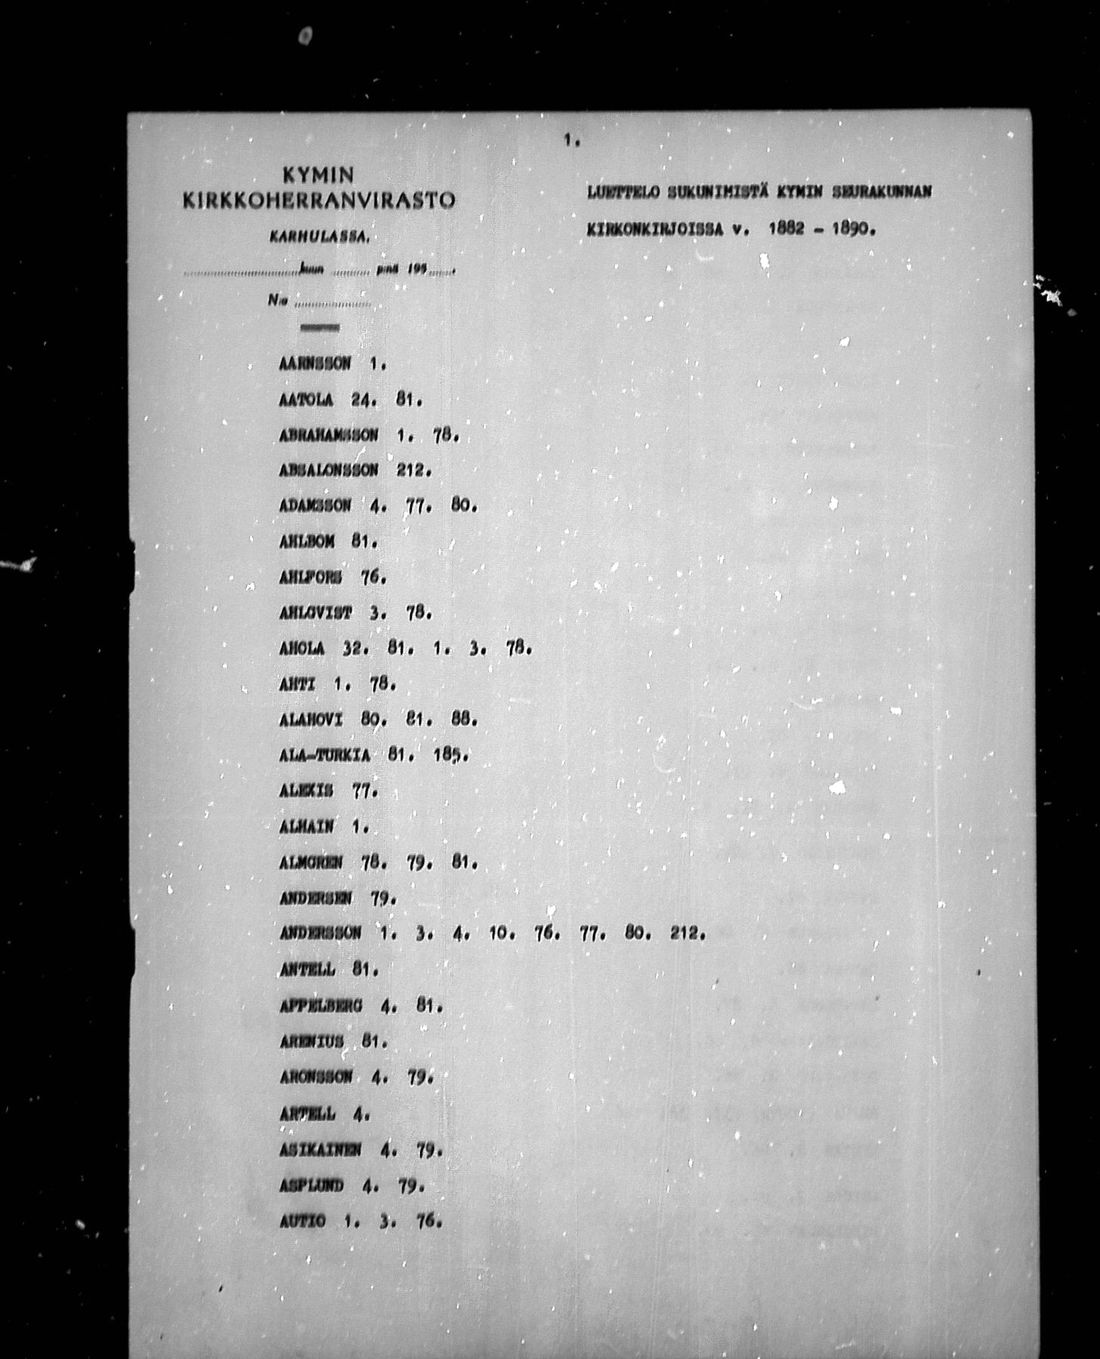 1.
KYMIN
KIRKKOHERRANVIRASTO
KARHULASSA.
LUETTELO SUKUNIMISTÄ KYMIN SEURAKUNNAN
KIRKONKIRJOISSA v. 1882 - 1890.
kuun p:nä 195 .
N:o
AARNSSON 1.
AATOLA 24. 81.
ABRAHAMSSON 1. 78.
ABSALONSSON 212.
ADAMSSON 4. 77. 80.
AHLBOM 81.
AHLFORS 76.
AHLQVIST 3. 78.
AHOLA 32. 81. 1. 3. 78.
AHTI 1. 78.
ALAHOVI 80. 81. 88.
ALA-TURKIA 81. 185.
ALEXIS 77.
ALHAIN 1.
ALMGREN 78. 79. 81.
ANDERSEN 79.
ANDERSSON 1. 3. 4. 10. 76. 77. 80. 212.
ANTELL 81.
APPELBERG 4. 81.
ARENIUS 81.
ARONSSON 4. 79.
ARTELL 4.
ASIKAINEN 4. 79.
ASPLUND 4. 79.
AUTIO 1. 3. 76.